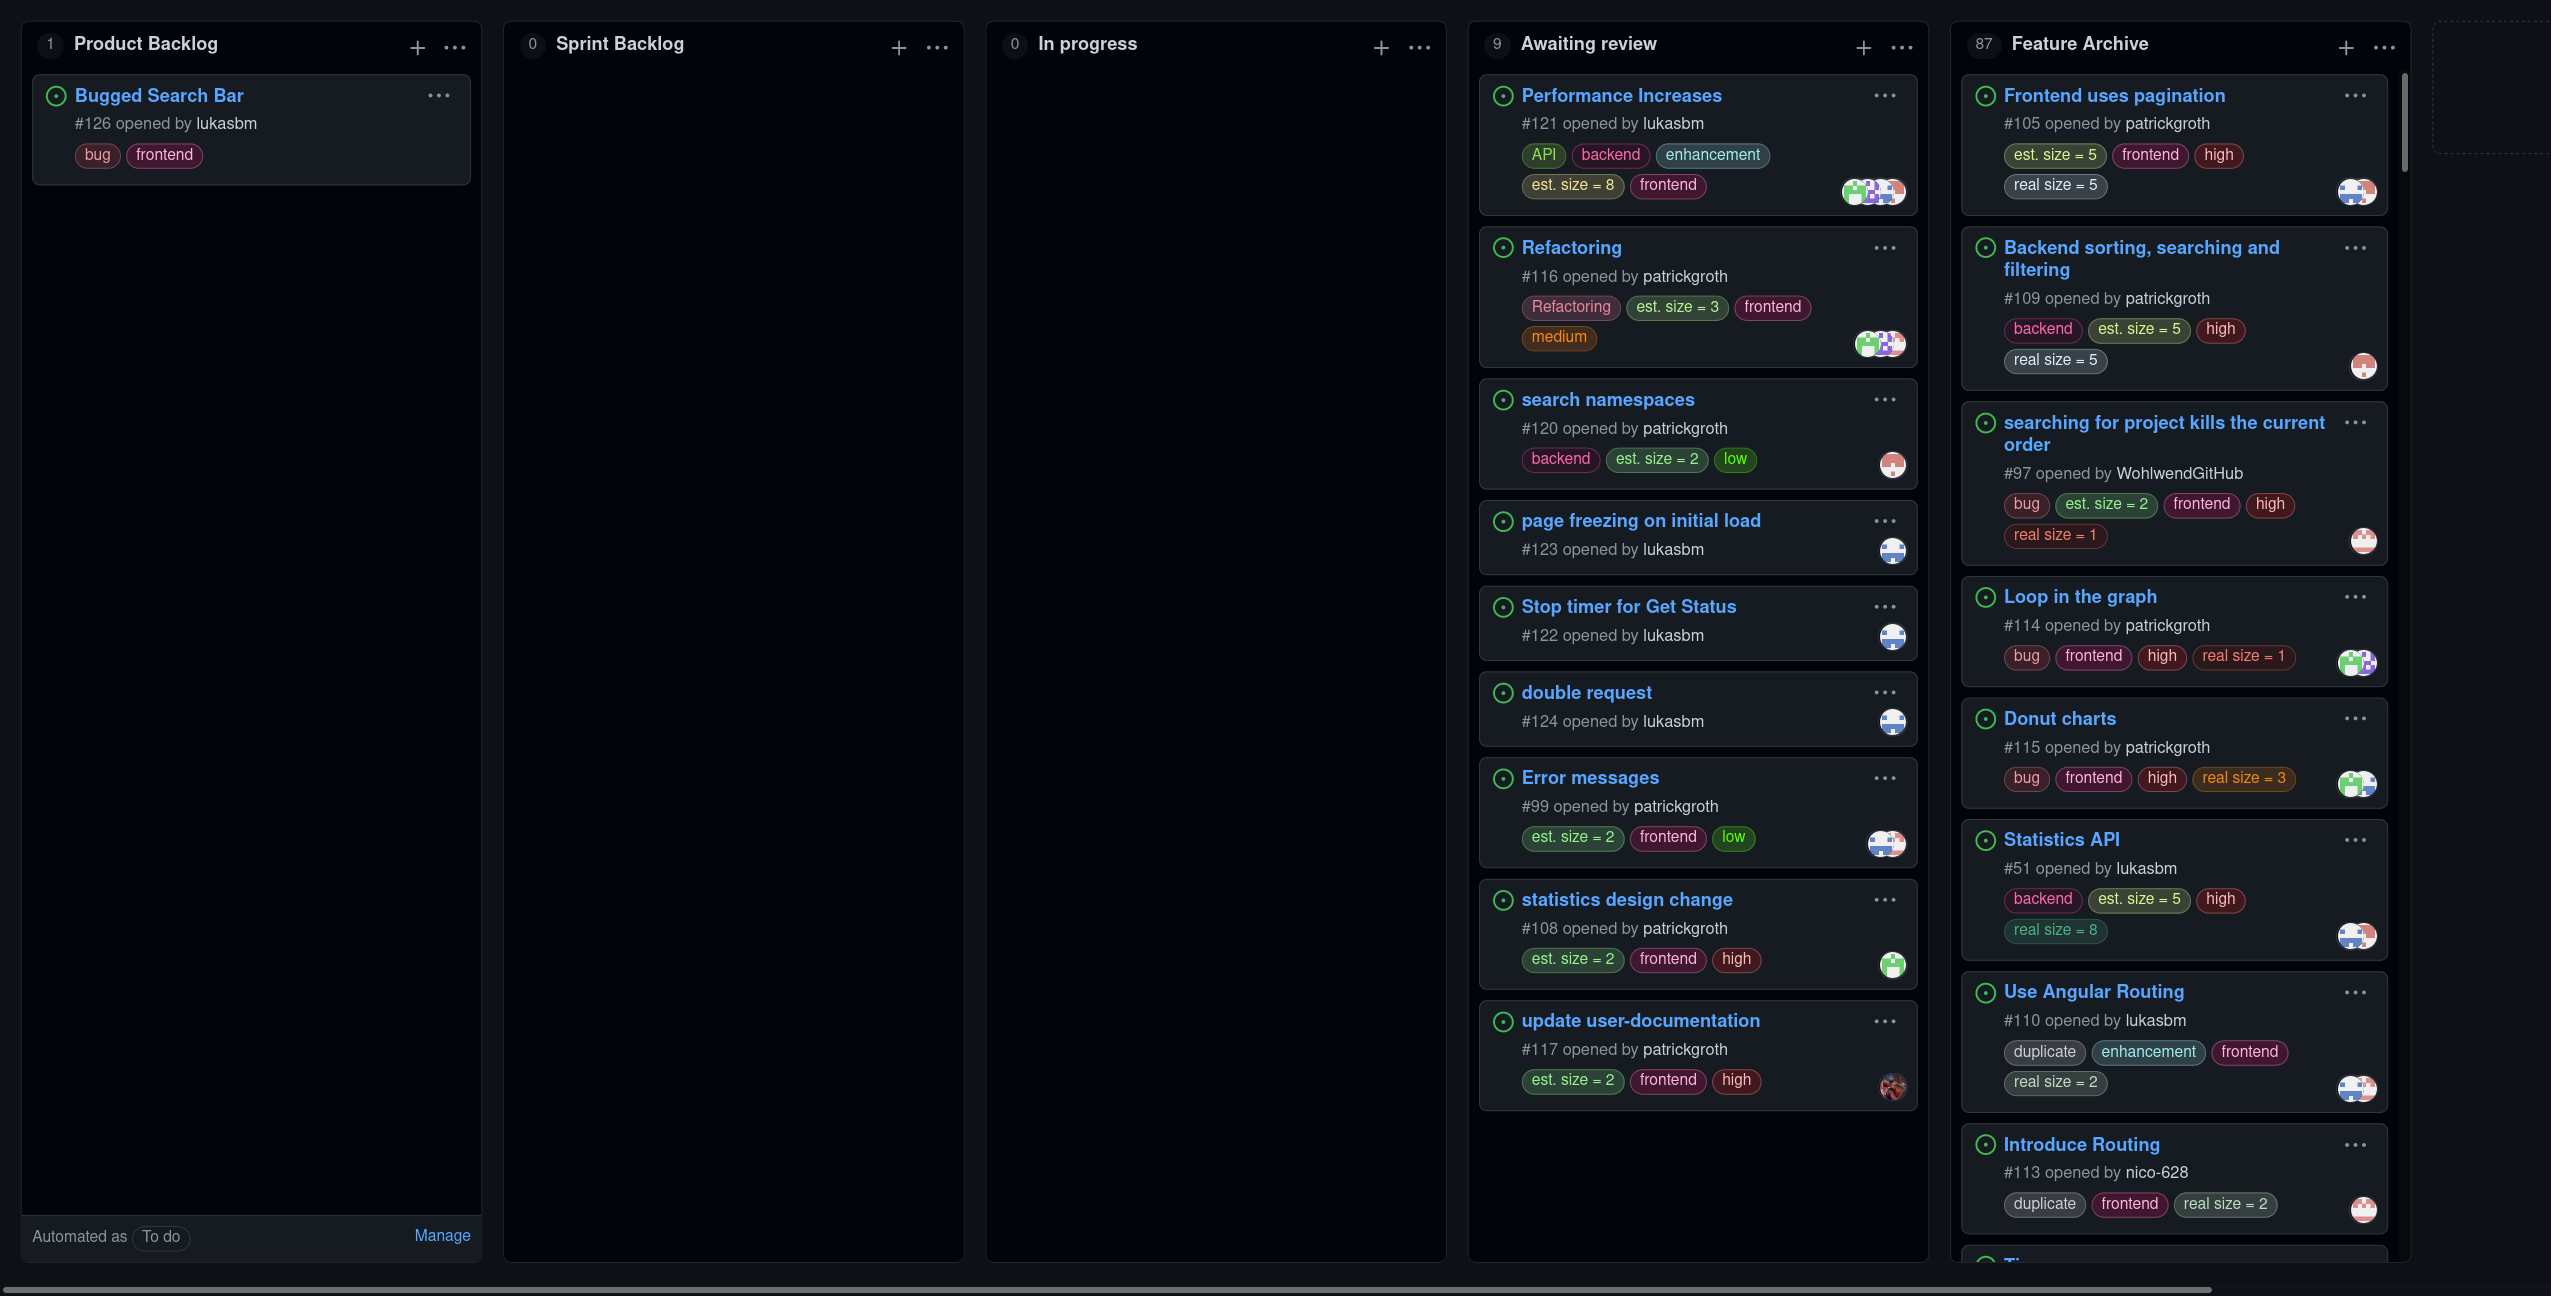 1 Product Backlog
Bugged Search Bar
#126 opened by lukasbm
bug frontend
Automated as To do Manage
0 Sprint Backlog
0 In progress
9 Awaiting review
Performance Increases
#121 opened by lukasbm
API backend enhancement
est. size = 8 frontend
Refactoring
#116 opened by patrickgroth
Refactoring est. size = 3 frontend
medium
search namespaces
#120 opened by patrickgroth
backend est. size = 2 low
page freezing on initial load
#123 opened by lukasbm
Stop timer for Get Status
#122 opened by lukasbm
double request
#124 opened by lukasbm
Error messages
#99 opened by patrickgroth
est. size = 2 frontend low
statistics design change
#108 opened by patrickgroth
est. size = 2 frontend high
update user-documentation
#117 opened by patrickgroth
est. size = 2 frontend high
87 Feature Archive
Frontend uses pagination
#105 opened by patrickgroth
est. size = 5 frontend high
real size = 5
Backend sorting, searching and
filtering
#109 opened by patrickgroth
backend est. size = 5 high
real size = 5
searching for project kills the current
order
#97 opened by WohlwendGitHub
bug est. size = 2 frontend high
real size = 1
Loop in the graph
#114 opened by patrickgroth
bug frontend high real size = 1
Donut charts
#115 opened by patrickgroth
bug frontend high real size = 3
Statistics API
#51 opened by lukasbm
backend est. size = 5 high
real size = 8
Use Angular Routing
#110 opened by lukasbm
duplicate enhancement frontend
real size = 2
Introduce Routing
#113 opened by nico-628
duplicate frontend real size = 2